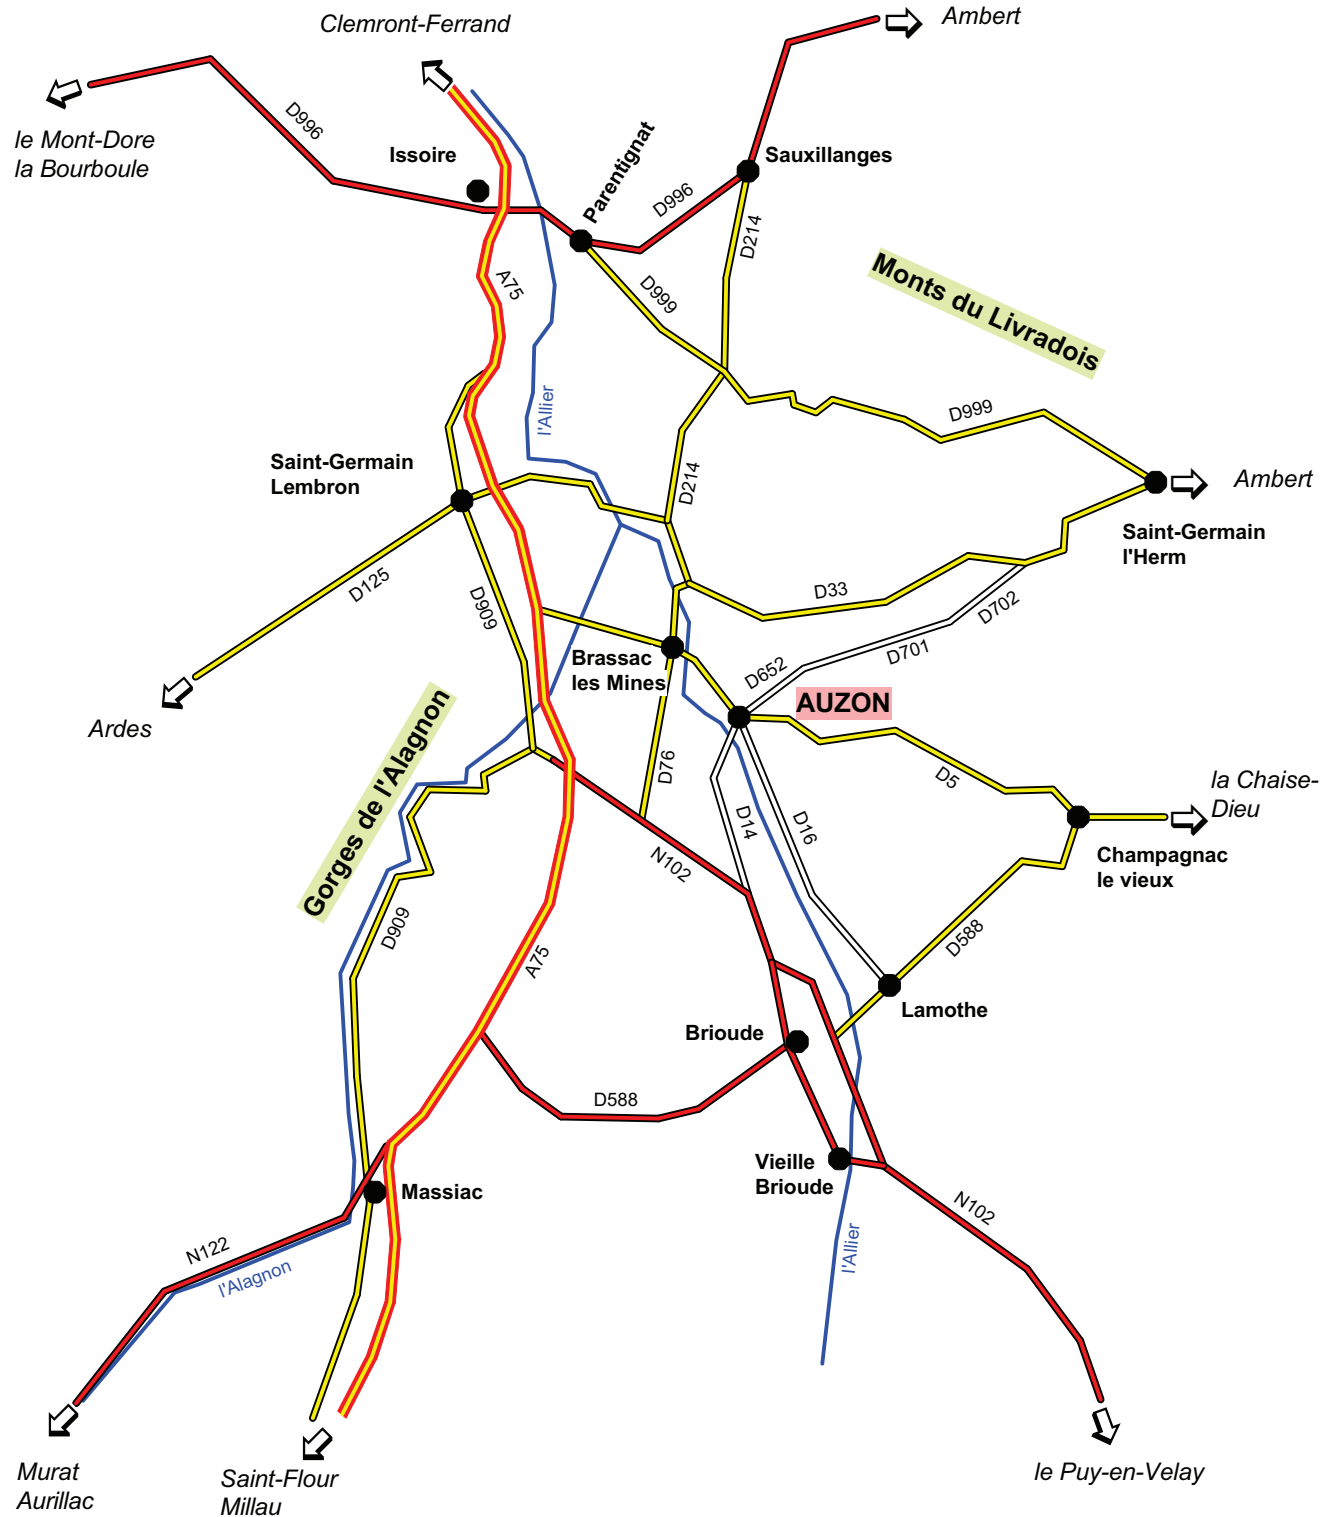 Clemront-Ferrand
Ambert
D996
le Mont-Dore
la Bourboule
Issoire
Parentignat
Sauxillanges
D996
D214
A75
D999
Monts du Livradois
l'Allier
D999
Saint-Germain
Lembron
D214
Ambert
Saint-Germain
l'Herm
D125
D909
D33
D702
D701
Brassac
les Mines
D652
AUZON
Ardes
Gorges de l'Alagnon
D76
D5
la Chaise-
Dieu
D14
D16
N102
Champagnac
le vieux
D909
D588
A75
Lamothe
Brioude
D588
Vieille
Brioude
Massiac
N102
N122
l'Alagnon
l'Allier
Murat
Aurillac
Saint-Flour
Millau
le Puy-en-Velay